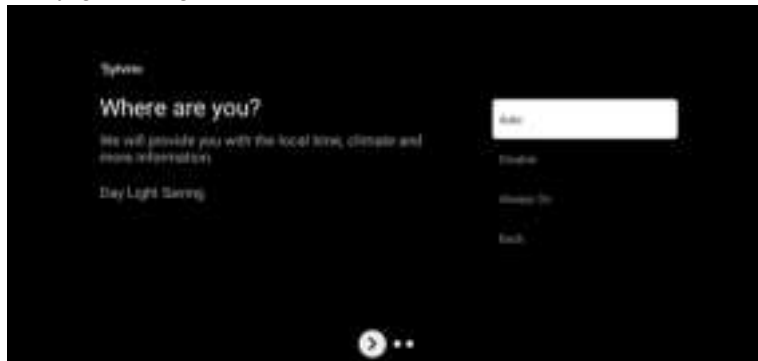 Where are you?
We will provide you with the local time, climate and
more information
Day Light Saving
Auto
Disable
Always On
Back